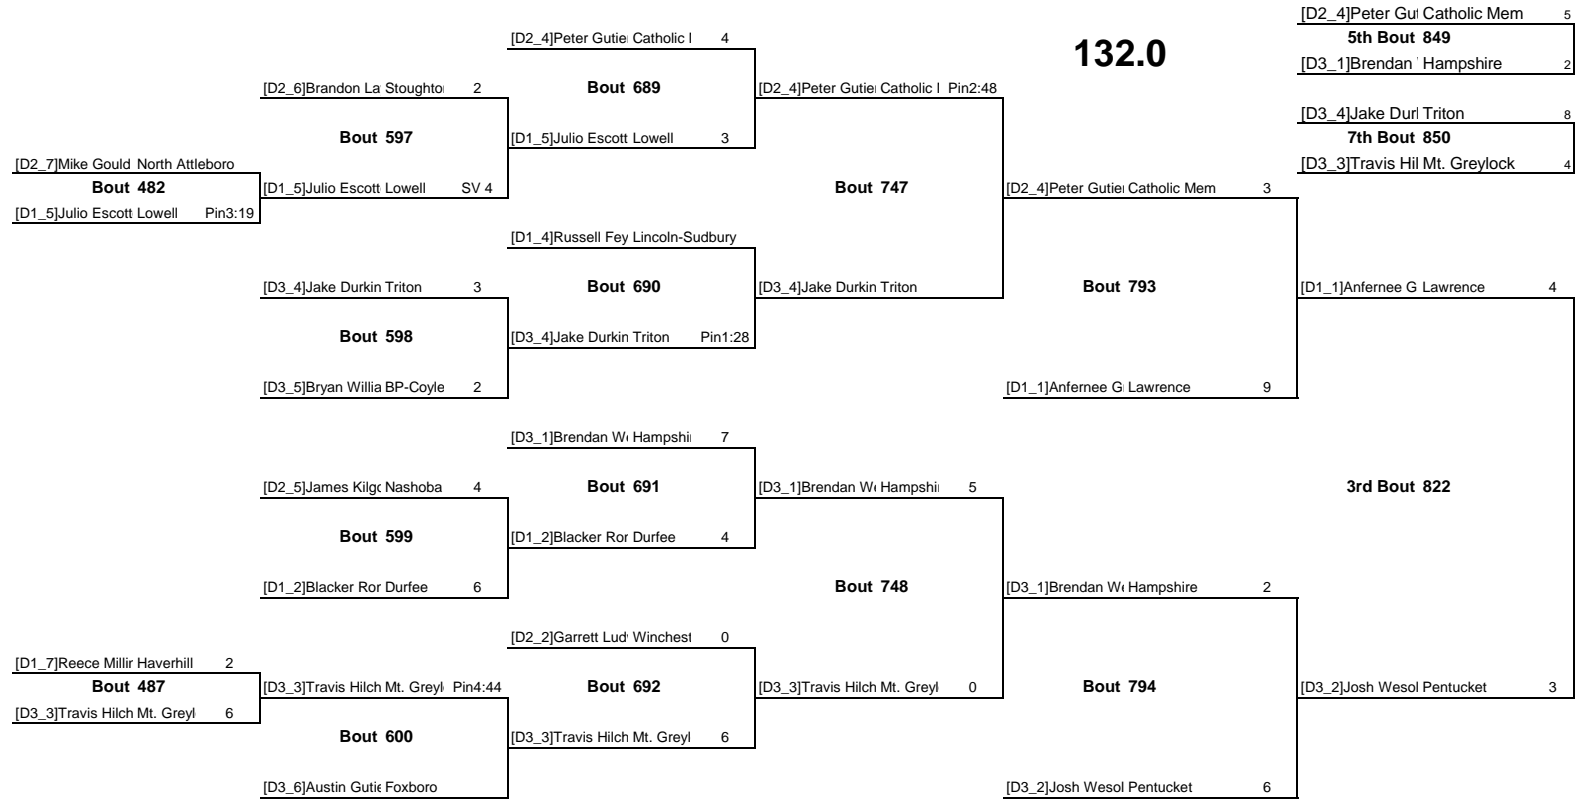 [D2_4]Peter Gut Catholic Mem 5
[D2_4]Peter Gutie Catholic 4
132.0
5th Bout 849
[D3_1]Brendan Hampshire 2
[D2_6]Brandon La Stoughto 2
Bout 689
[D2_4]Peter Gutie Catholic Pin2:48
[D3_4]Jake Durl Triton 8
Bout 597
[D1_5]Julio Escott Lowell 3
7th Bout 850
[D2_7]Mike Gould North Attleboro
[D3_3]Travis Hil Mt. Greylock 4
Bout 482
[D1_5]Julio Escott Lowell SV 4
Bout 747
[D2_4]Peter Gutie Catholic Mem 3
[D1_5]Julio Escott Lowell Pin3:19
[D1_4]Russell Fey Lincoln-Sudbury
[D3_4]Jake Durkin Triton 3
Bout 690
[D3_4]Jake Durkin Triton
Bout 793
[D1_1]Anfernee G Lawrence 4
Bout 598
[D3_4]Jake Durkin Triton Pin1:28
[D3_5]Bryan Willia BP-Coyle 2
[D1_1]Anfernee G Lawrence 9
[D3_1]Brendan We Hampshi 7
[D2_5]James Kilgo Nashoba 4
Bout 691
[D3_1]Brendan We Hampshi 5
3rd Bout 822
Bout 599
[D1_2]Blacker Ror Durfee 4
[D1_2]Blacker Ror Durfee 6
Bout 748
[D3_1]Brendan We Hampshire 2
[D2_2]Garrett Lud Winchest 0
[D1_7]Reece Millir Haverhill 2
Bout 487
[D3_3]Travis Hilch Mt. Greyl Pin4:44
Bout 692
[D3_3]Travis Hilch Mt. Greyl 0
Bout 794
[D3_2]Josh Wesol Pentucket 3
[D3_3]Travis Hilch Mt. Greyl 6
Bout 600
[D3_3]Travis Hilch Mt. Greyl 6
[D3_6]Austin Gutie Foxboro
[D3_2]Josh Wesol Pentucket 6